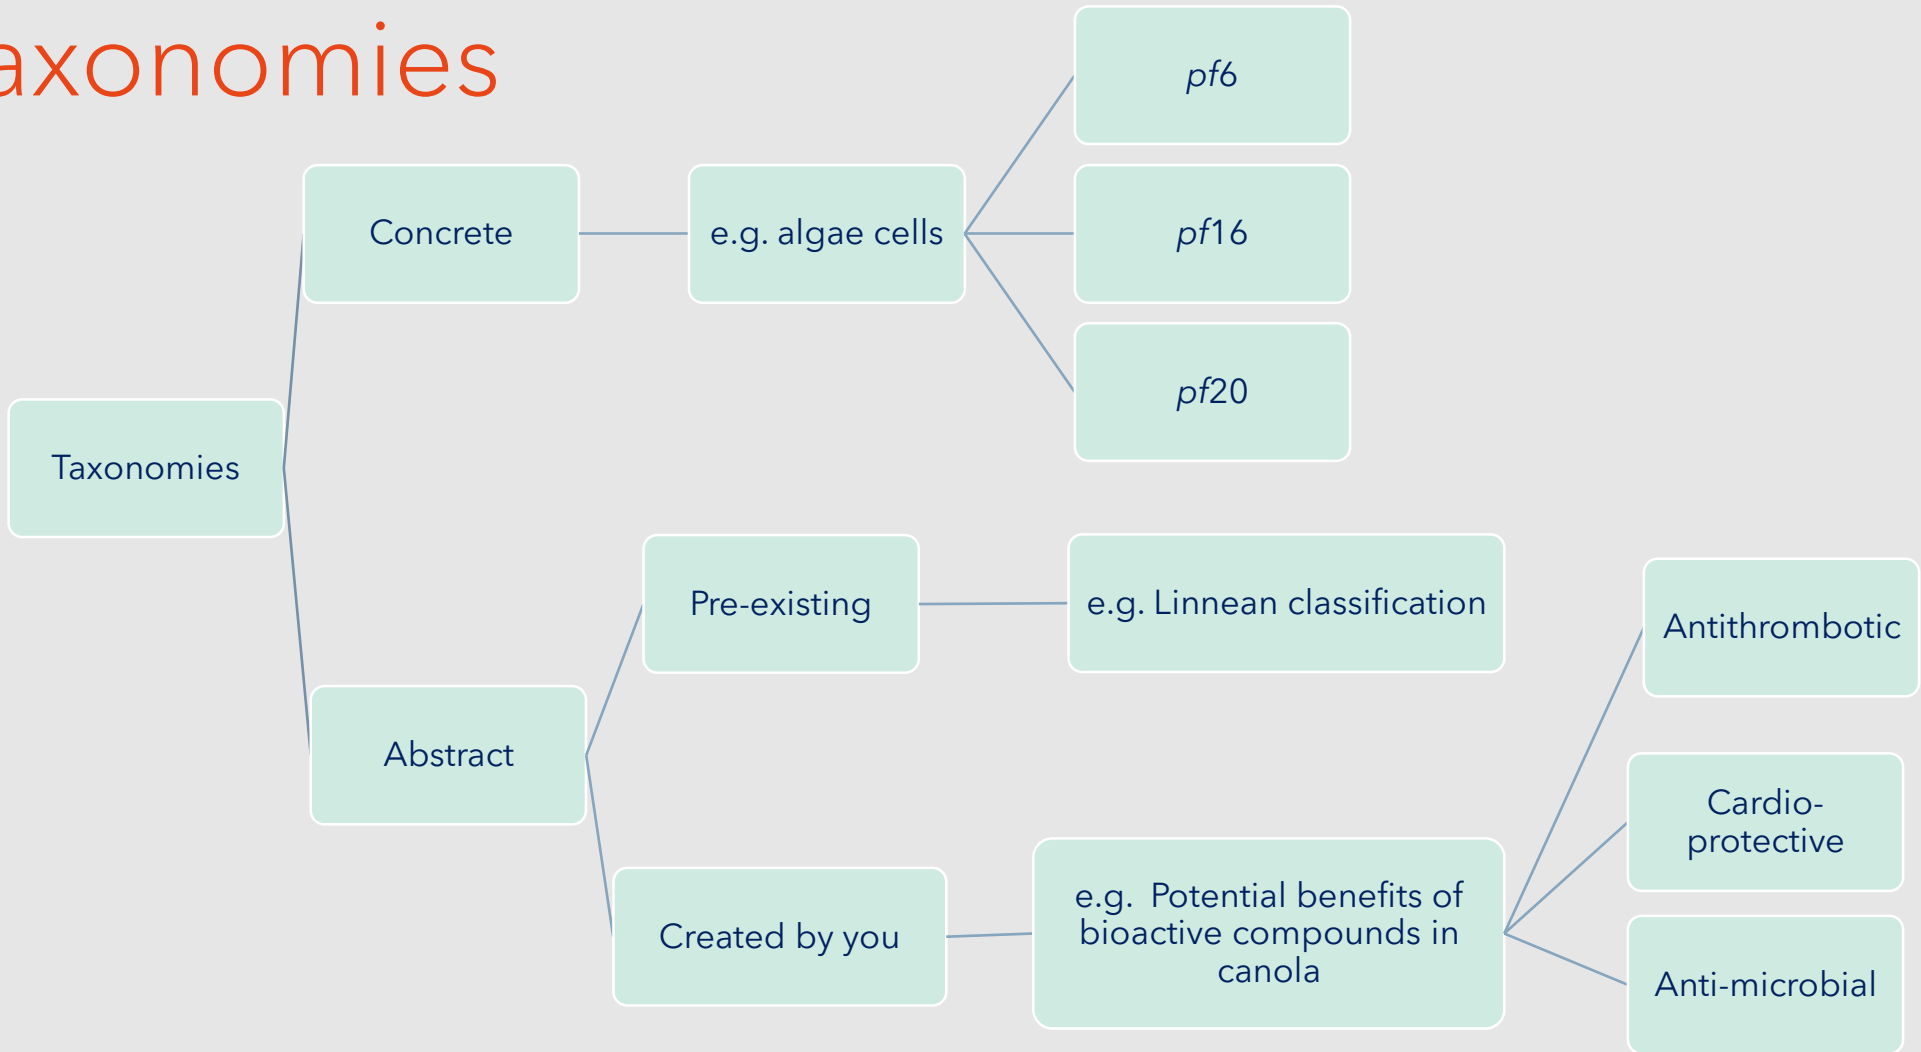 axonomies
pf6
Concrete
e.g. algae cells
pf16
pf20
Taxonomies
Pre-existing
e.g. Linnean classification
Antithrombotic
Abstract
Cardio-
protective
Created by you
e.g.  Potential benefits of
bioactive compounds in
canola
Anti-microbial